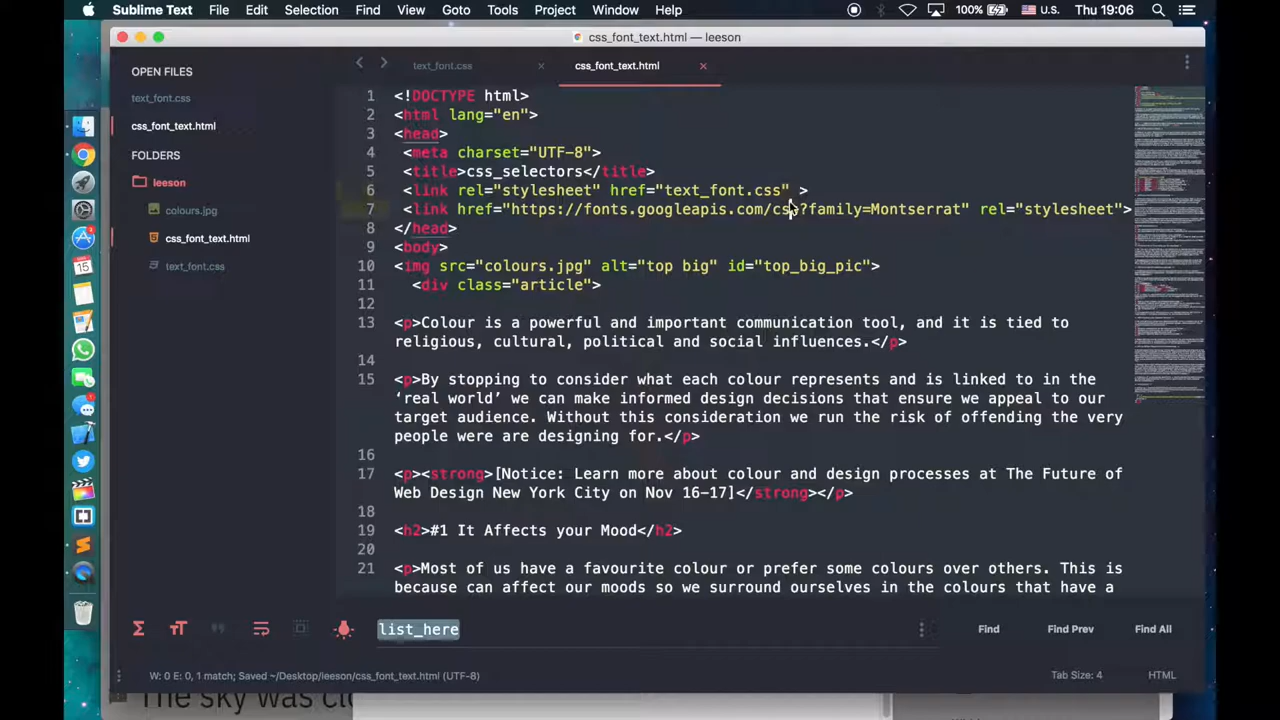 Sublime Text File Edit Selection Find View Goto Tools Project Window Help 100% U.S. Thu 19:06
css_font_text.html — leeson
OPEN FILES
text_font.css
css_font_text.html
FOLDERS
leeson
colours.jpg
css_font_text.html
text_font.css
text_font.css css_font_text.html
1 <!DOCTYPE html>
2 <html lang="en">
3 <head>
4 <meta charset="UTF-8">
5 <title>css_selectors</title>
6 <link rel="stylesheet" href="text_font.css" >
7 <link href="https://fonts.googleapis.com/css?family=Montserrat" rel="stylesheet">
8 </head>
9 <body>
10 <img src="colours.jpg" alt="top big" id="top_big_pic">
11 <div class="article">
12
13 <p>Colour is a powerful and important communication tool, and it is tied to
religious, cultural, political and social influences.</p>
14
15 <p>By stopping to consider what each colour represents and is linked to in the
‘real world’ we can make informed design decisions that ensure we appeal to our
target audience. Without this consideration we run the risk of offending the very
people were are designing for.</p>
16
17 <p><strong>[Notice: Learn more about colour and design processes at The Future of
Web Design New York City on Nov 16-17]</strong></p>
18
19 <h2>#1 It Affects your Mood</h2>
20
21 <p>Most of us have a favourite colour or prefer some colours over others. This is
because can affect our moods so we surround ourselves in the colours that have a
list_here Find Find Prev Find All
W: 0 E: 0, 1 match; Saved ~/Desktop/leeson/css_font_text.html (UTF-8) Tab Size: 4 HTML
The sky was
15